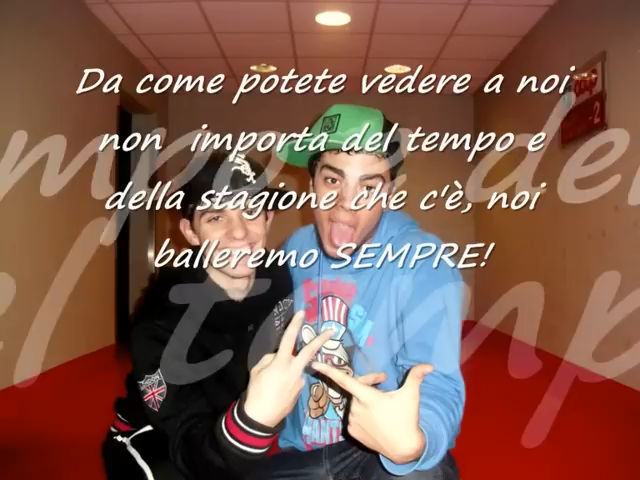 Da come potete vedere a noi
non importa del tempo e
della stagione che c'è, noi
balleremo SEMPRE!